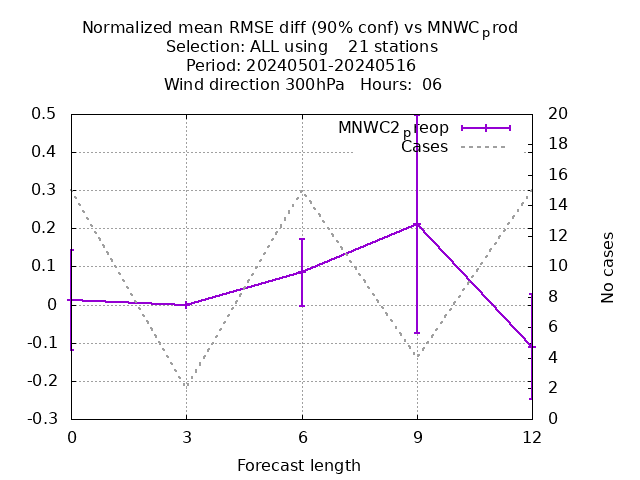 Normalized mean RMSE diff (90% conf) vs MNWC_prod
Selection: ALL using    21 stations
Period: 20240501-20240516
Wind direction 300hPa   Hours:  06
MNWC2_preop
Cases
0.5
0.4
0.3
0.2
0.1
0
-0.1
-0.2
-0.3
20
18
16
14
12
10
8
6
4
2
0
No cases
0 3 6 9 12
Forecast length